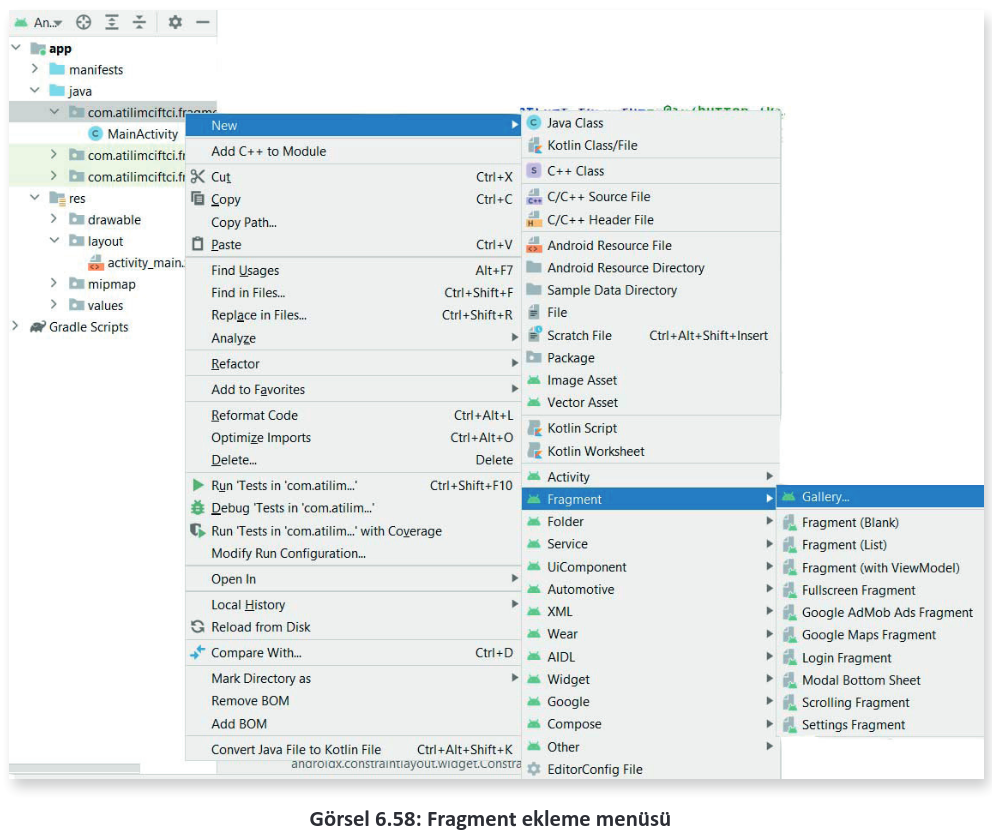 An..
app
manifests
java
com.atilimciftci.fragme
MainActivity
com.atilimciftci.fr
com.atilimciftci.fr
res
drawable
layout
activity_main..
mipmap
values
Gradle Scripts
New
Add C++ to Module
Cut Ctrl+X
Copy Ctrl+C
Copy Path...
Paste Ctrl+V
Find Usages Alt+F7
Find in Files... Ctrl+Shift+F
Replace in Files... Ctrl+Shift+R
Analyze
Refactor
Add to Favorites
Reformat Code Ctrl+Alt+L
Optimize Imports Ctrl+Alt+O
Delete... Delete
Run 'Tests in 'com.atilim...' Ctrl+Shift+F10
Debug 'Tests in 'com.atilim...'
Run 'Tests in 'com.atilim...' with Coverage
Modify Run Configuration...
Open In
Local History
Reload from Disk
Compare With... Ctrl+D
Mark Directory as
Remove BOM
Add BOM
Convert Java File to Kotlin File Ctrl+Alt+Shift+K
androidx.constraintlayout.widget.Constra
Java Class
Kotlin Class/File
C++ Class
C/C++ Source File
C/C++ Header File
Android Resource File
Android Resource Directory
Sample Data Directory
File
Scratch File Ctrl+Alt+Shift+Insert
Package
Image Asset
Vector Asset
Kotlin Script
Kotlin Worksheet
Activity
Fragment
Folder
Service
UiComponent
Automotive
XML
Wear
AIDL
Widget
Google
Compose
Other
EditorConfig File
Gallery...
Fragment (Blank)
Fragment (List)
Fragment (with ViewModel)
Fullscreen Fragment
Google AdMob Ads Fragment
Google Maps Fragment
Login Fragment
Modal Bottom Sheet
Scrolling Fragment
Settings Fragment
Görsel 6.58: Fragment ekleme menüsü